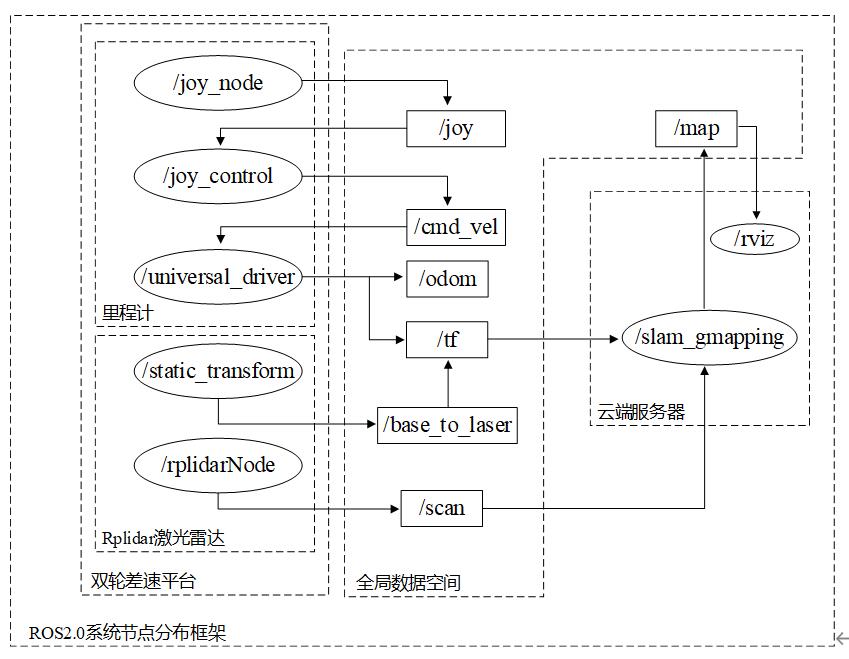 /joy_node
/joy
/map
/joy_control
/cmd_vel
/rviz
/universal_driver
/odom
里程计
/tf
/slam_gmapping
/static_transform
/base_to_laser
云端服务器
/rplidarNode
/scan
Rplidar激光雷达
双轮差速平台
全局数据空间
ROS2.0系统节点分布框架